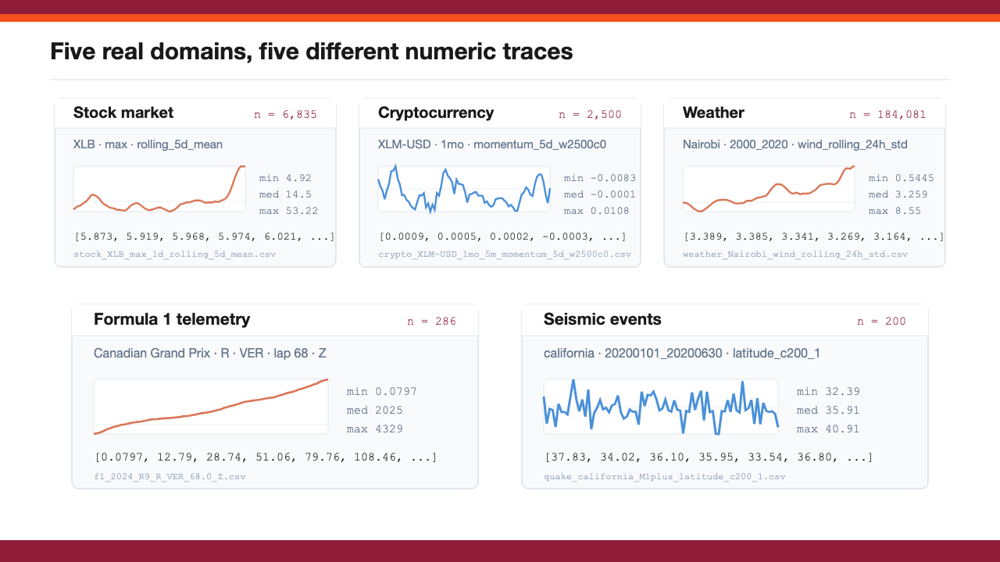 Five real domains, five different numeric traces
Stock market
n = 6,835
XLB · max · rolling_5d_mean
min 4.92
med 14.5
max 53.22
[5.873, 5.919, 5.968, 5.974, 6.021, ...]
stock_XLB_max_1d_rolling_5d_mean.csv
Cryptocurrency
n = 2,500
XLM-USD · 1mo · momentum_5d_w2500c0
min -0.0083
med -0.0001
max 0.0108
[0.0009, 0.0005, 0.0002, -0.0003, ...]
crypto_XLM-USD_1mo_5m_momentum_5d_w2500c0.csv
Weather
n = 184,081
Nairobi · 2000_2020 · wind_rolling_24h_std
min 0.5445
med 3.259
max 8.55
[3.389, 3.385, 3.341, 3.269, 3.164, ...]
weather_Nairobi_wind_rolling_24h_std.csv
Formula 1 telemetry
n = 286
Canadian Grand Prix · R · VER · lap 68 · Z
min 0.0797
med 2025
max 4329
[0.0797, 12.79, 28.74, 51.06, 79.76, 108.46, ...]
f1_2024_R9_R_VER_68.0_Z.csv
Seismic events
n = 200
california · 20200101_20200630 · latitude_c200_1
min 32.39
med 35.91
max 40.91
[37.83, 34.02, 36.10, 35.95, 33.54, 36.80, ...]
quake_california_M1plus_latitude_c200_1.csv